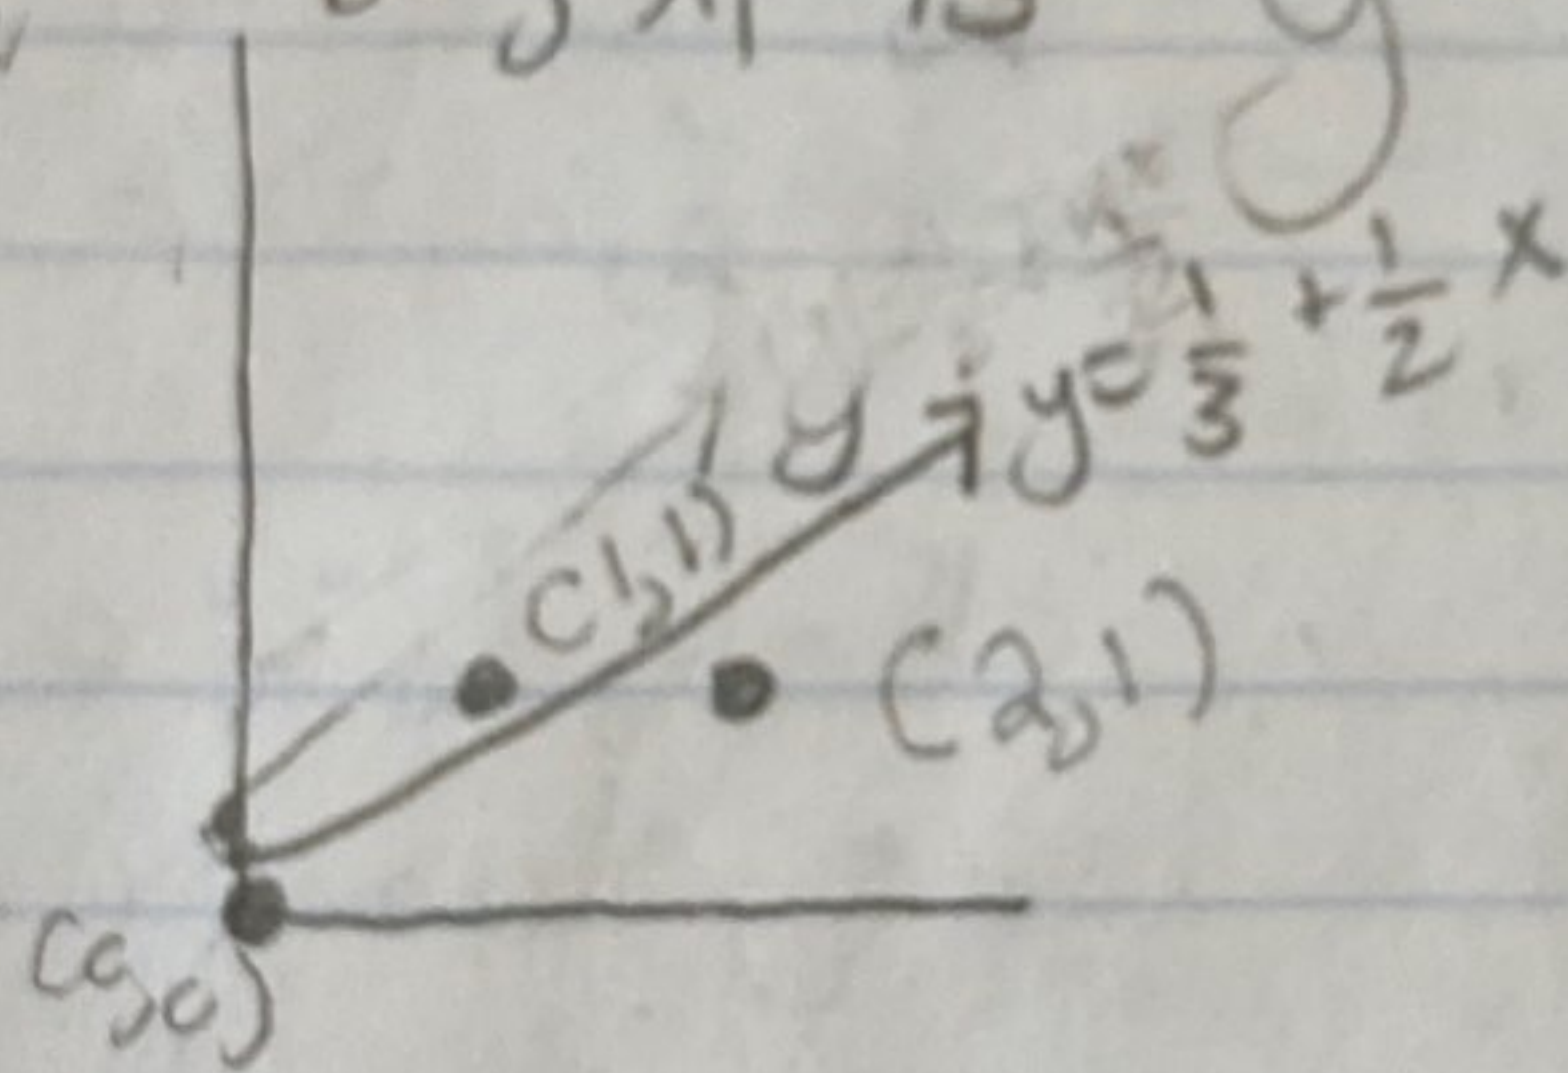 y = 1/3 + 1/2 x
y
(1,1)
(2,1)
(0,0)